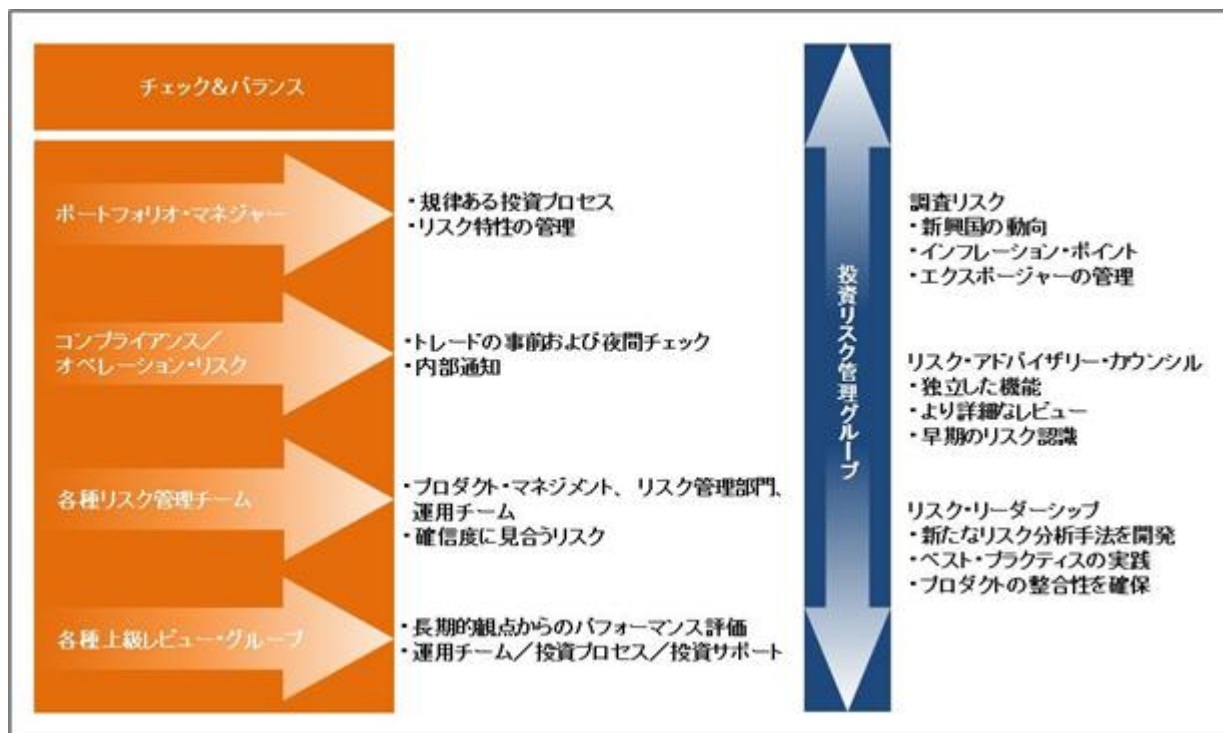 チェック&バランス
ポートフォリオ・マネジャー
・規律ある投資プロセス
・リスク特性の管理
コンプライアンス／
オペレーション・リスク
・トレードの事前および夜間チェック
・内部通知
各種リスク管理チーム
・プロダクト・マネジメント、リスク管理部門、
運用チーム
・確信度に見合うリスク
各種上級レビュー・グループ
・長期的観点からのパフォーマンス評価
・運用チーム／投資プロセス／投資サポート
投資リスク管理グループ
調査リスク
・新興国の動向
・インフレーション・ポイント
・エクスポージャーの管理
リスク・アドバイザリー・カウンシル
・独立した機能
・より詳細なレビュー
・早期のリスク認識
リスク・リーダーシップ
・新たなリスク分析手法を開発
・ベスト・プラクティスの実践
・プロダクトの整合性を確保